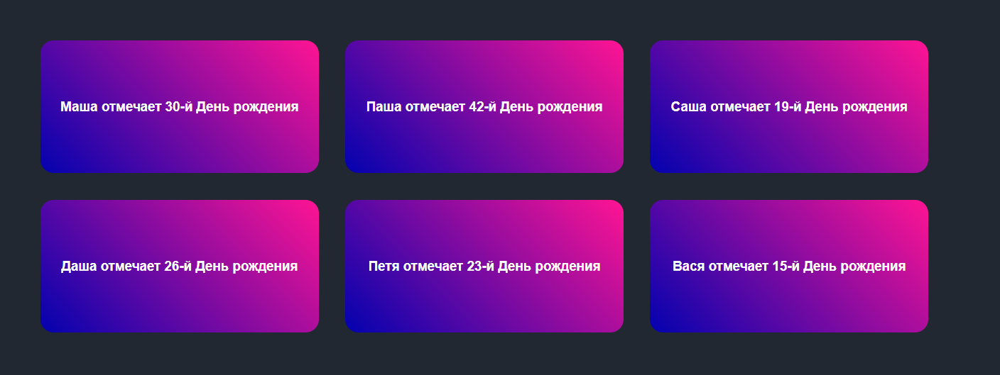 Маша отмечает 30-й День рождения
Паша отмечает 42-й День рождения
Саша отмечает 19-й День рождения
Даша отмечает 26-й День рождения
Петя отмечает 23-й День рождения
Вася отмечает 15-й День рождения